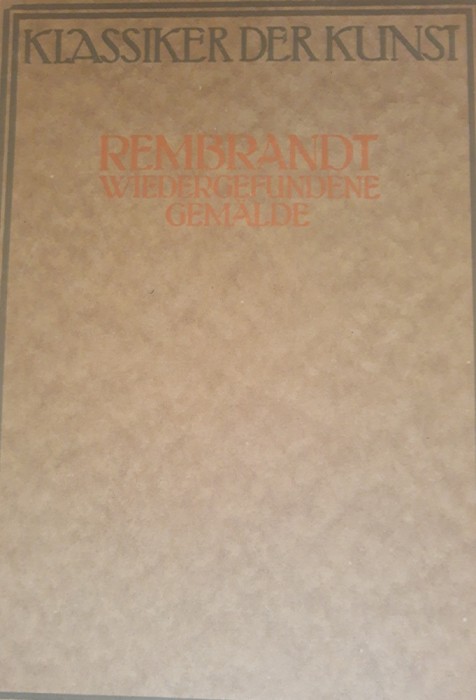 KLASSIKER DER KUNST
REMBRANDT
WIEDERGEFUNDENE
GEMÄLDE